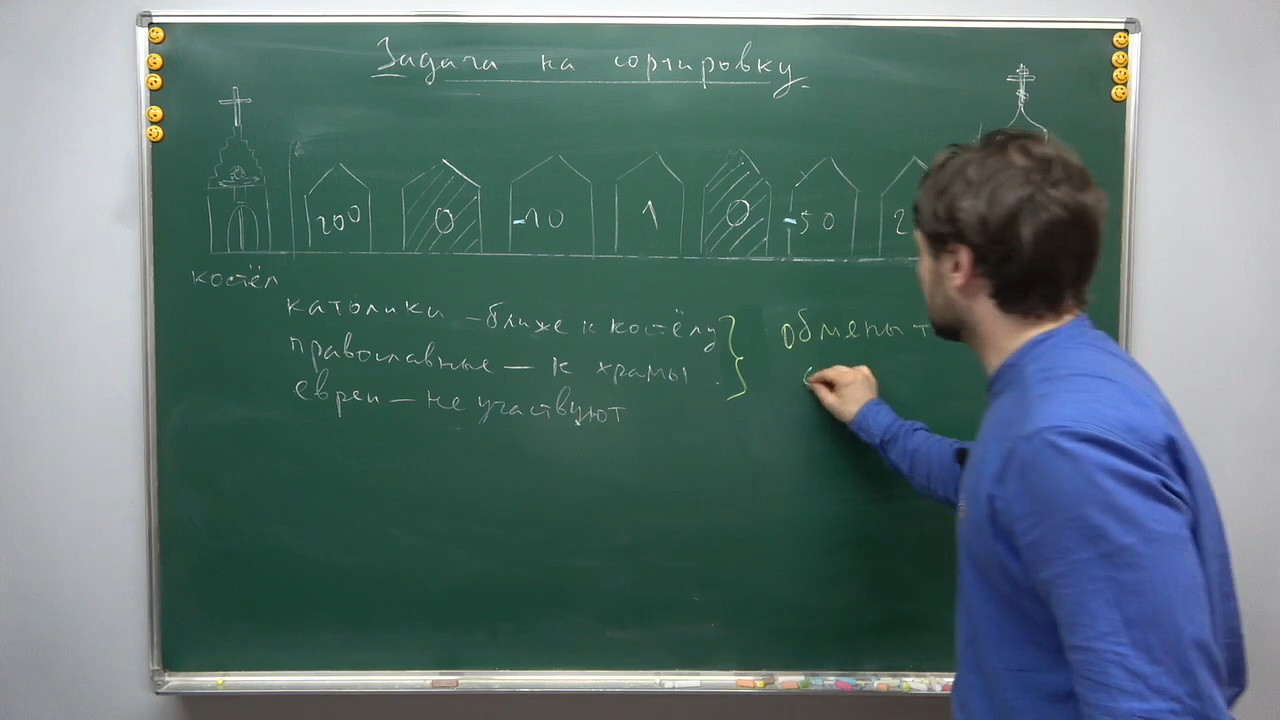 Задача на сортировку.
200 0 -10 1 0 -50 2
костёл
католики – ближе к костёлу
православные – к храмы
евреи – не участвуют
обмены т